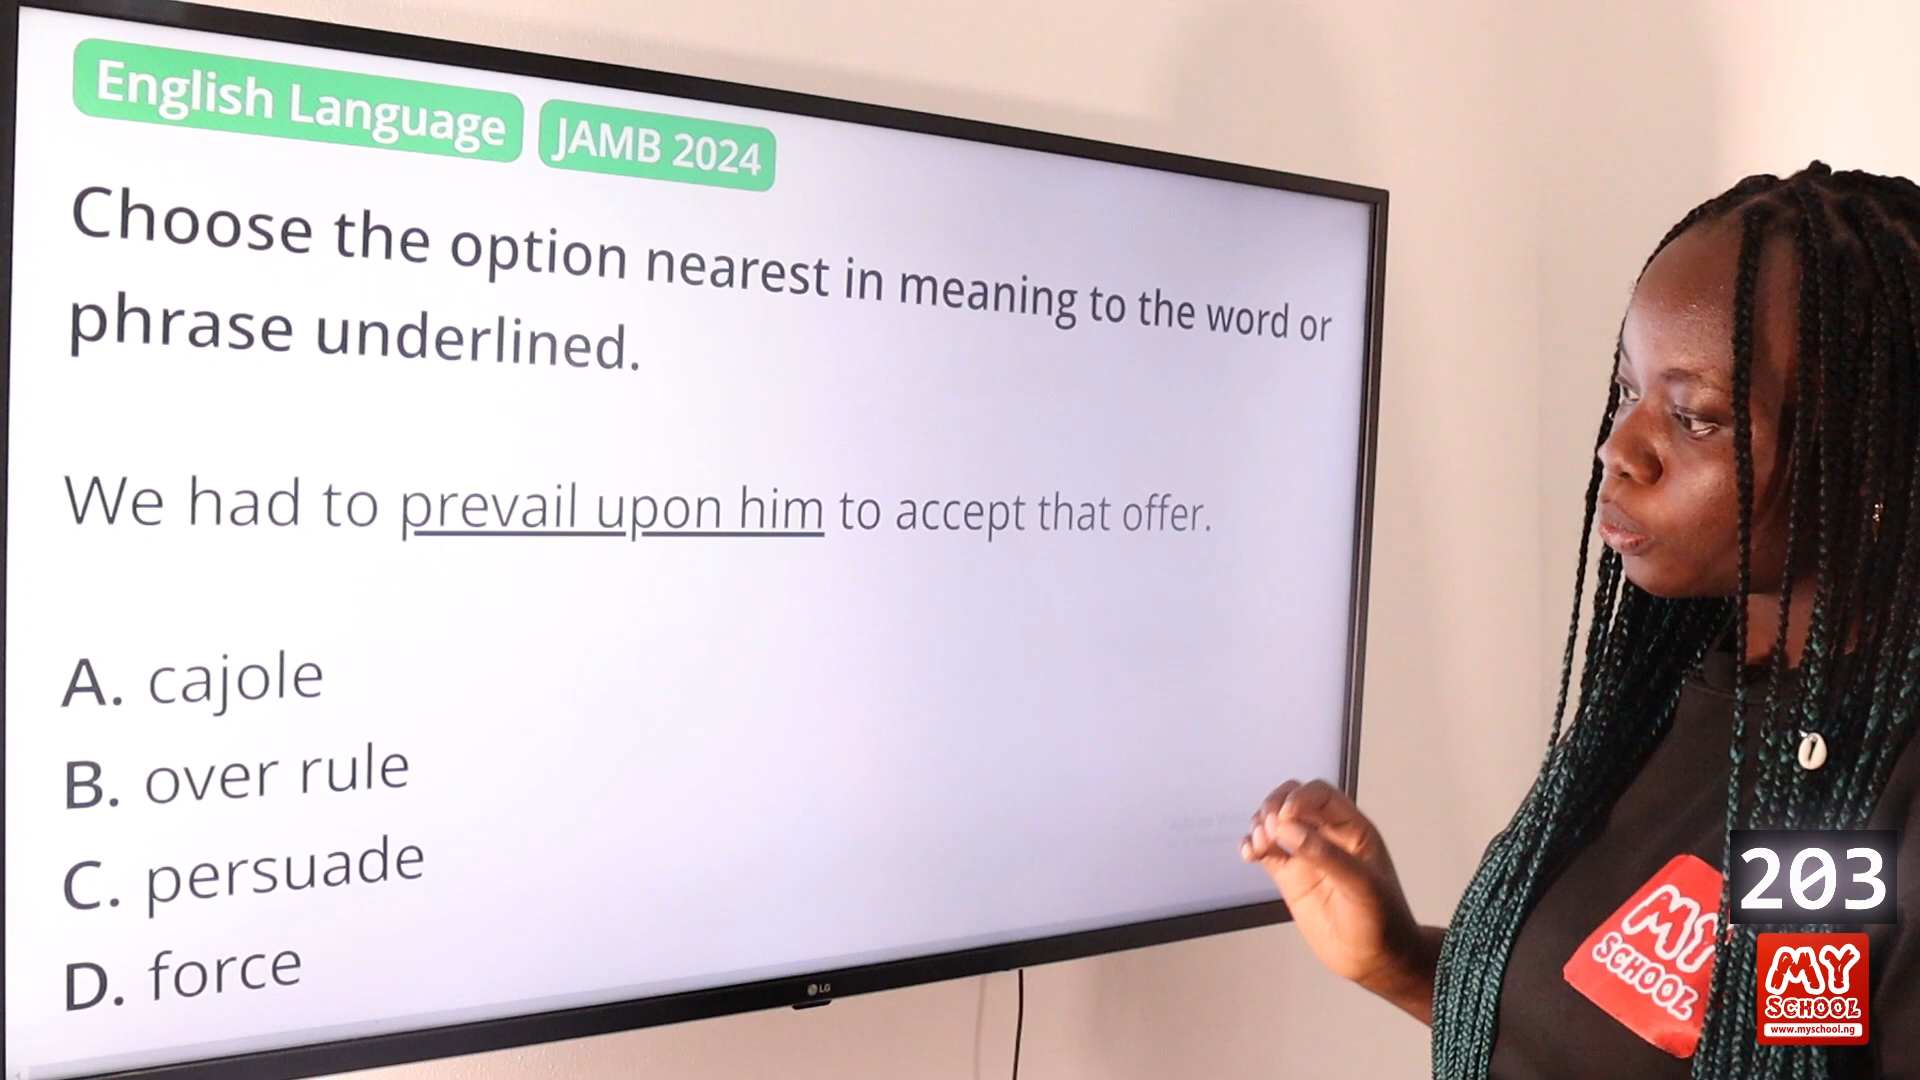 English Language JAMB 2024
Choose the option nearest in meaning to the word or
phrase underlined.
We had to prevail upon him to accept that offer.
A. cajole
B. over rule
C. persuade
D. force
LG
MY
SCHOOL
203
MY
SCHOOL
www.myschool.ng